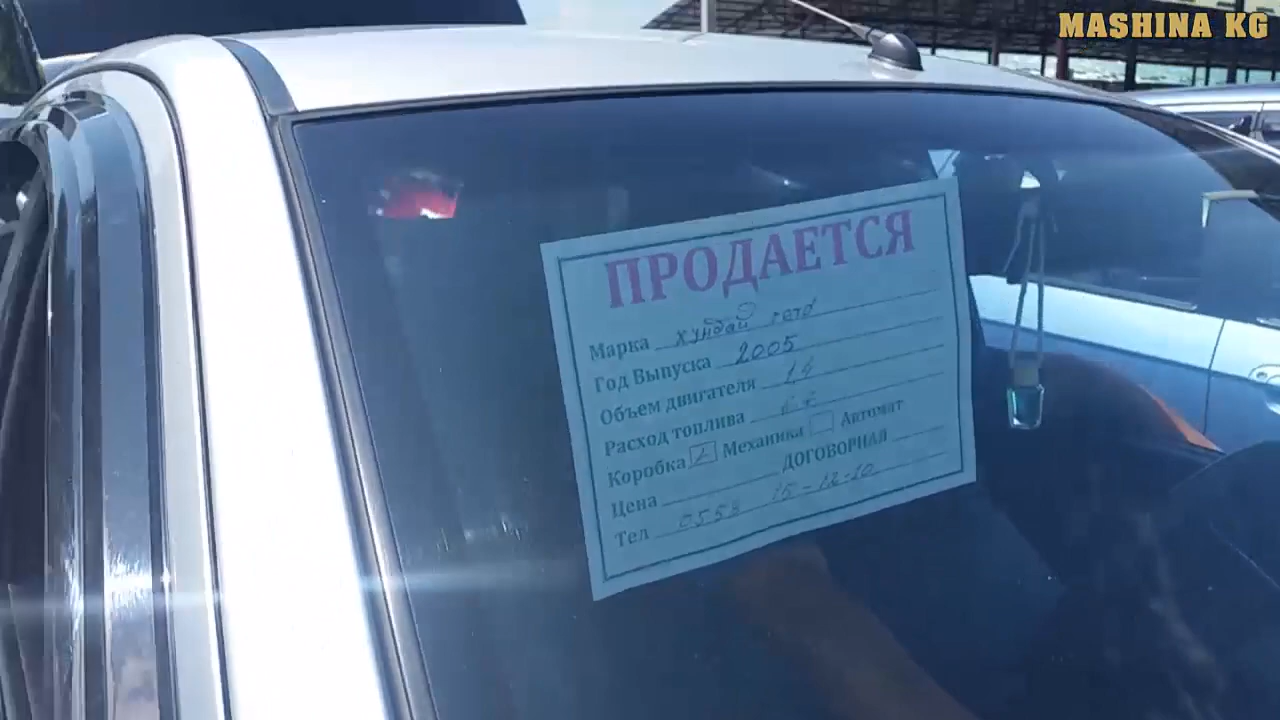 MASHINA KG
ПРОДАЕТСЯ
Марка хундай гетс
Год Выпуска 2005
Объем двигателя 1.4
Расход топлива
Коробка Механика Автомат
Цена ДОГОВОРНАЯ
Тел 0558 15-12-10